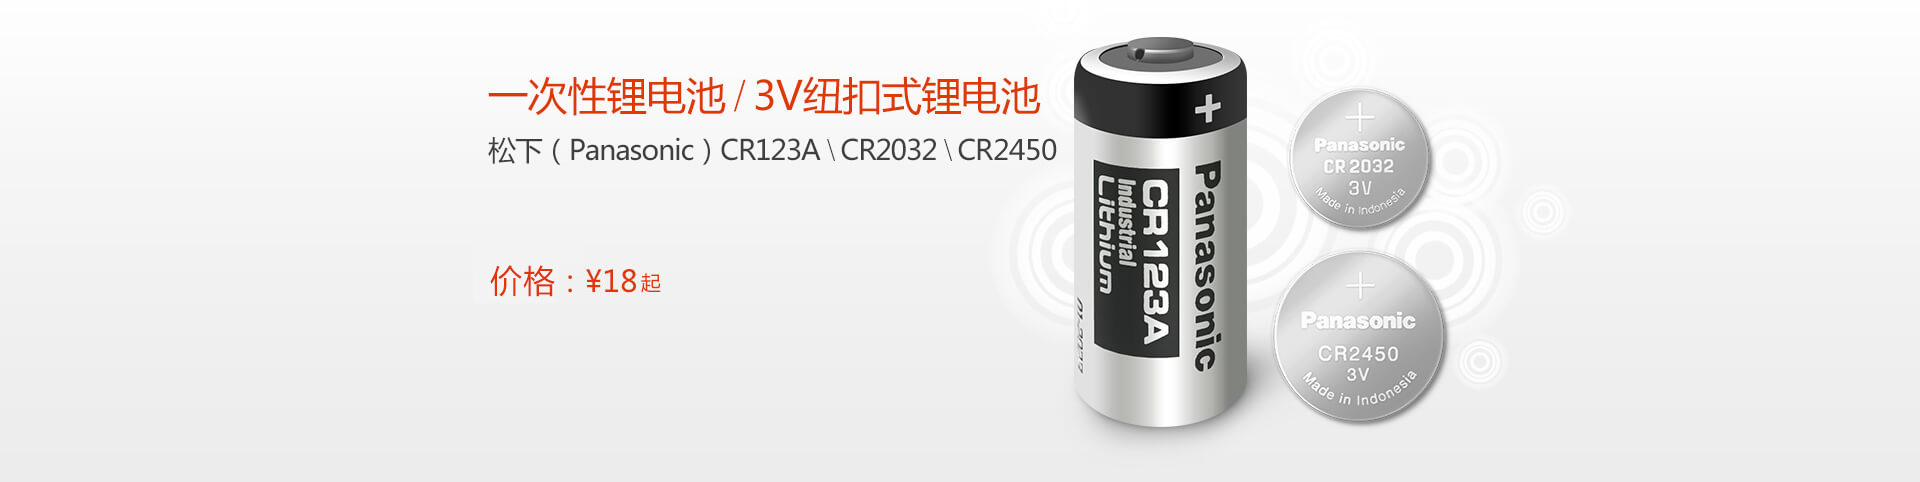 一次性锂电池 / 3V纽扣式锂电池
松下（Panasonic）CR123A \ CR2032 \ CR2450
价格：¥18起
+
Panasonic
CR123A
Industrial
Lithium
+
Panasonic
CR2032
3V
Made in Indonesia
+
Panasonic
CR2450
3V
Made in Indonesia